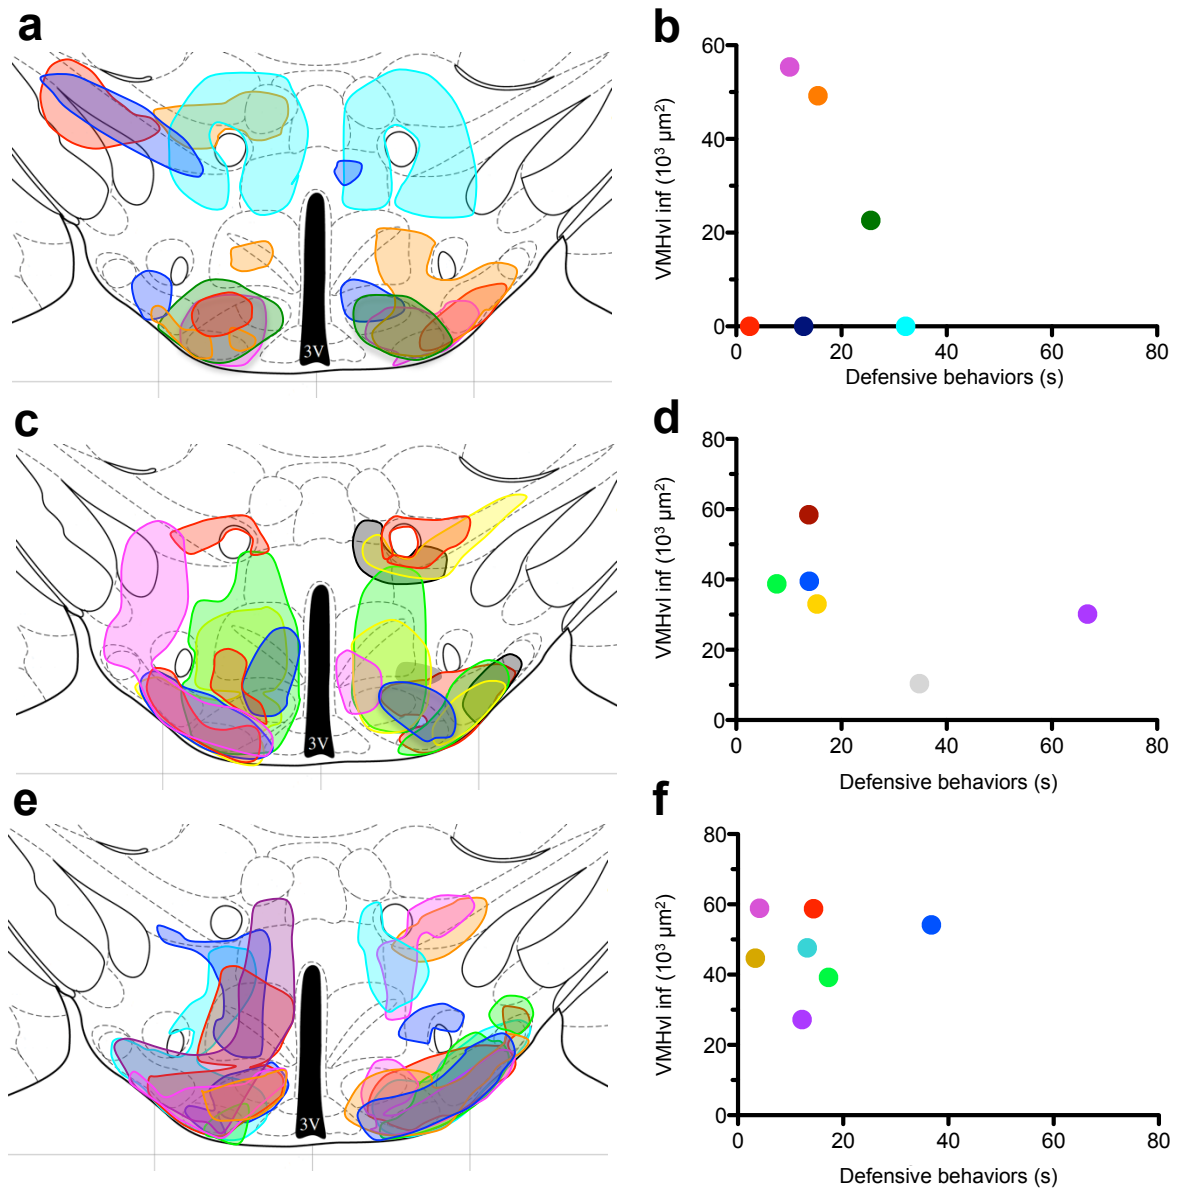 a
3V
b
VMHvl inf (10³ µm²)
60
40
20
0
0 20 40 60 80
Defensive behaviors (s)
c
3V
d
VMHvl inf (10³ µm²)
80
60
40
20
0
0 20 40 60 80
Defensive behaviors (s)
e
3V
f
VMHvl inf (10³ µm²)
80
60
40
20
0
0 20 40 60 80
Defensive behaviors (s)